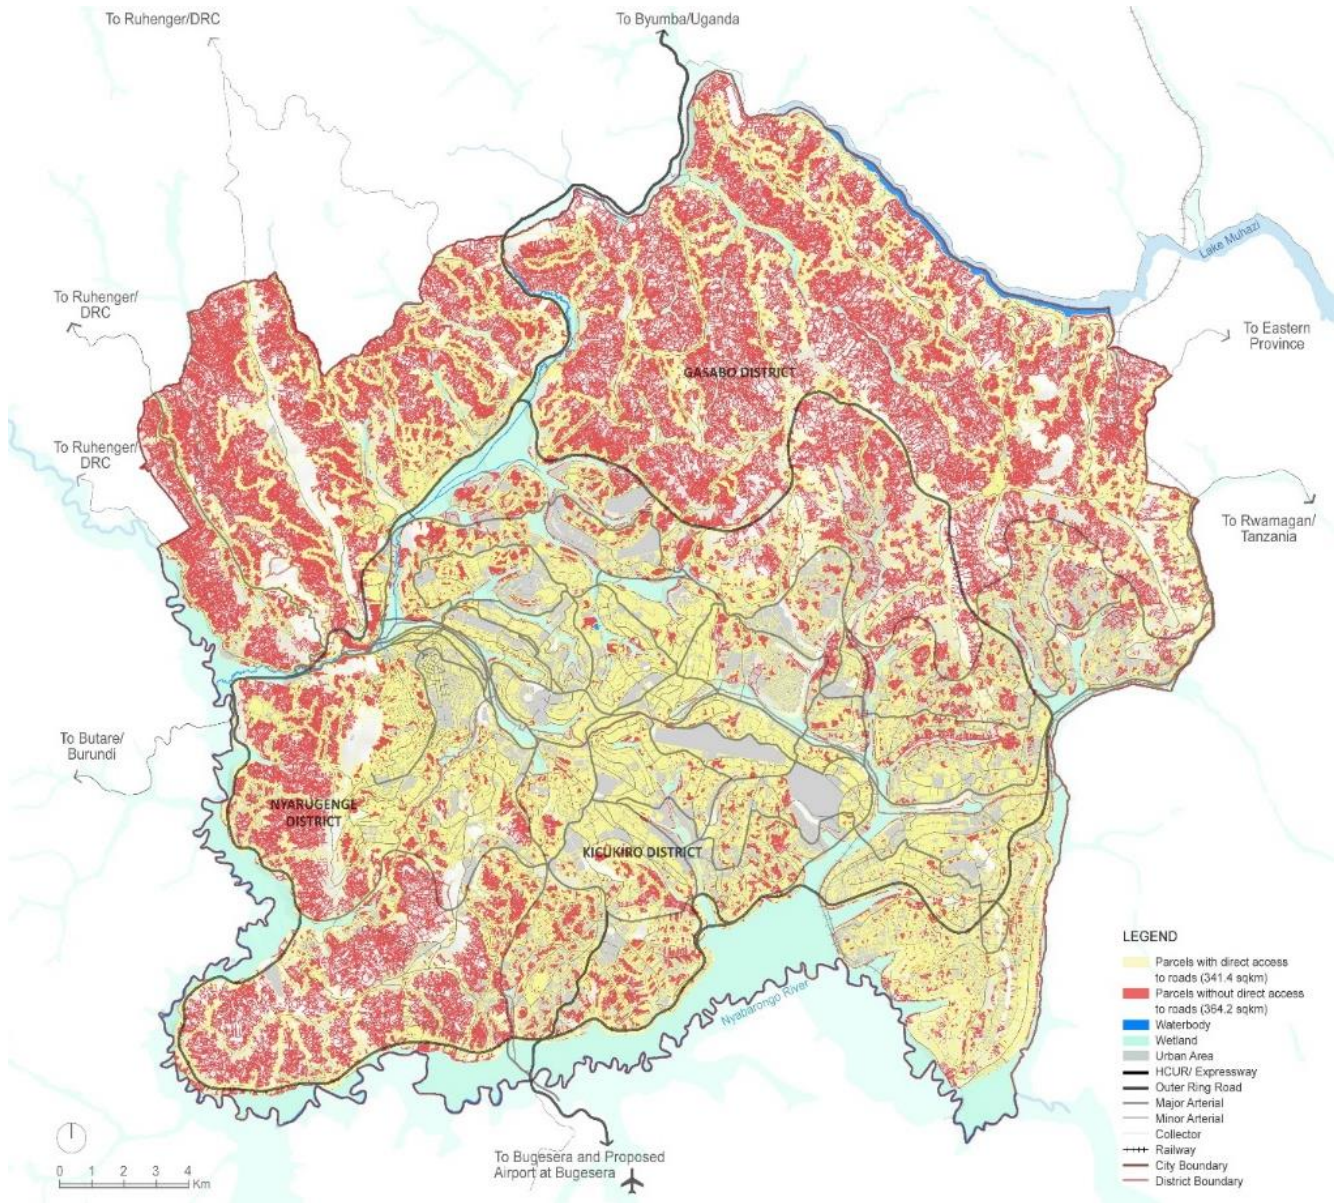 To Ruhenger/DRC
To Byumba/Uganda
Lake Muhazi
To Ruhenger/
DRC
To Eastern
Province
GASABO DISTRICT
To Ruhenger/
DRC
To Rwamagan/
Tanzania
To Butare/
Burundi
NYARUGENGE
DISTRICT
KICUKIRO DISTRICT
Nyabarongo River
To Bugesera and Proposed
Airport at Bugesera
0 1 2 3 4
Km
LEGEND
Parcels with direct access
to roads (341.4 sqkm)
Parcels without direct access
to roads (364.2 sqkm)
Waterbody
Wetland
Urban Area
HCUR/ Expressway
Outer Ring Road
Major Arterial
Minor Arterial
Collector
Railway
City Boundary
District Boundary